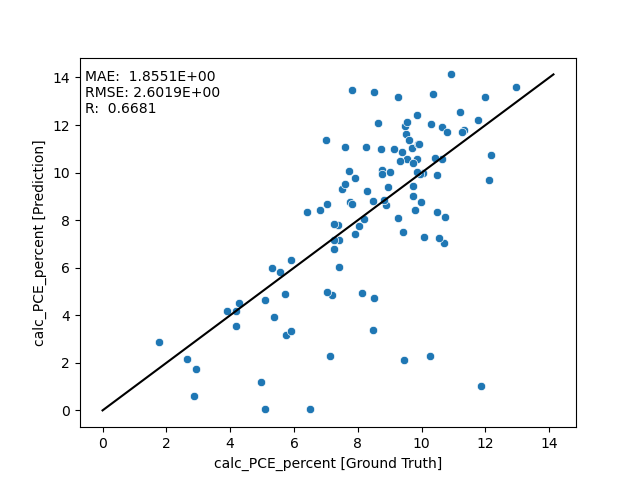 MAE:  1.8551E+00
RMSE: 2.6019E+00
R:  0.6681
14
12
10
8
6
4
2
0
calc_PCE_percent [Prediction]
0 2 4 6 8 10 12 14
calc_PCE_percent [Ground Truth]